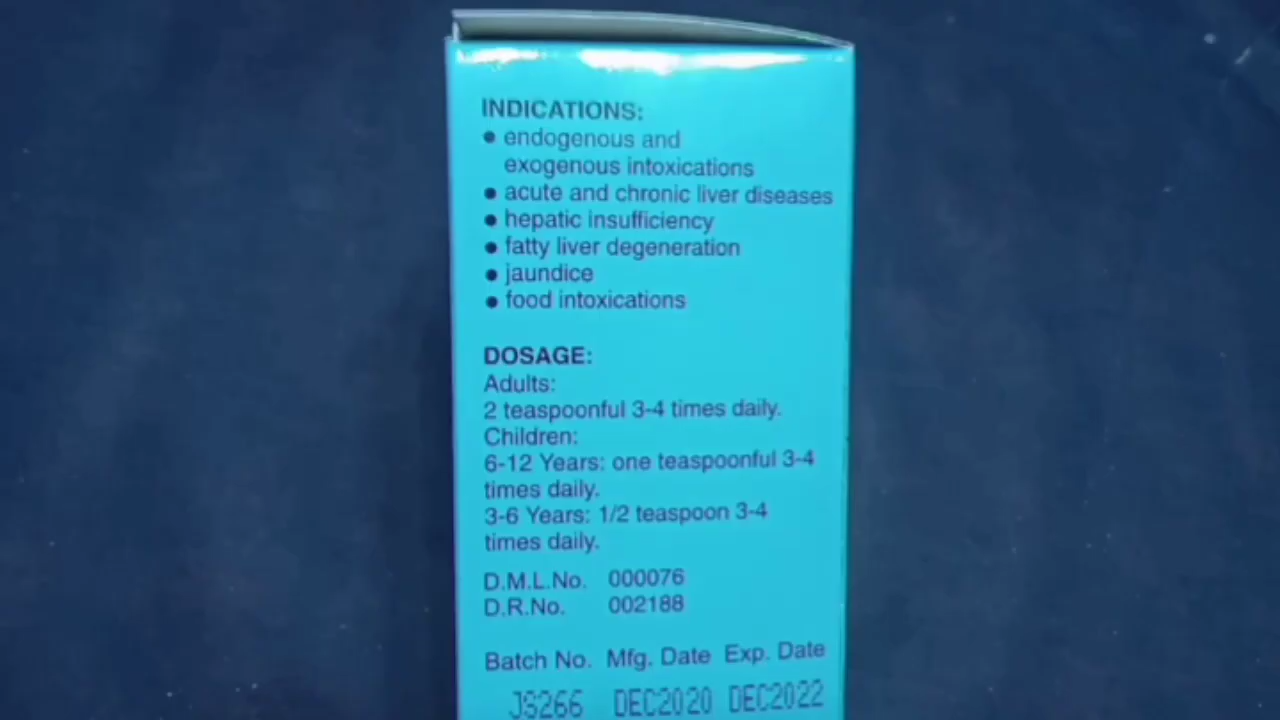 INDICATIONS:
● endogenous and
exogenous intoxications
● acute and chronic liver diseases
● hepatic insufficiency
● fatty liver degeneration
● jaundice
● food intoxications
DOSAGE:
Adults:
2 teaspoonful 3-4 times daily.
Children:
6-12 Years: one teaspoonful 3-4
times daily.
3-6 Years: 1/2 teaspoon 3-4
times daily.
D.M.L.No. 000076
D.R.No. 002188
Batch No. Mfg. Date Exp. Date
JS266 DEC2020 DEC2022